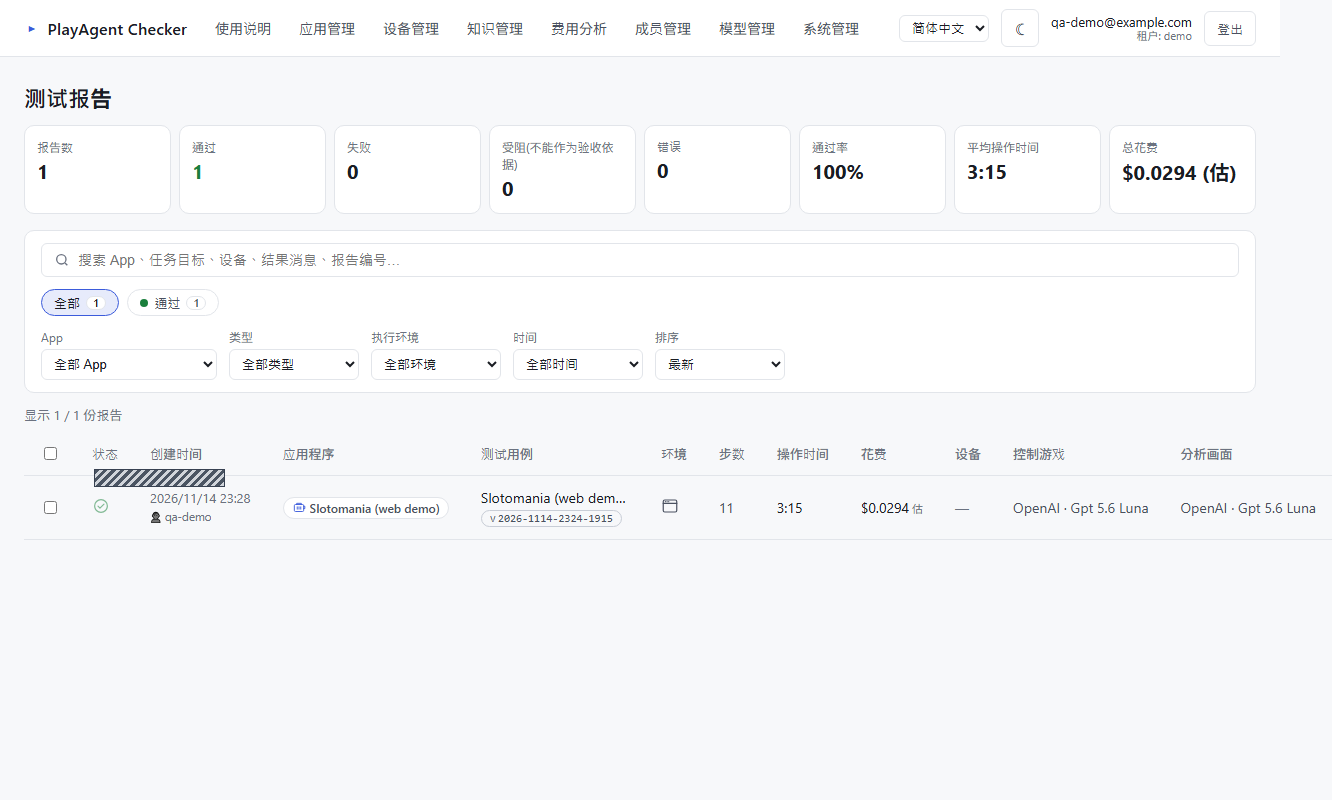 PlayAgent Checker 使用说明 应用管理 设备管理 知识管理 费用分析 成员管理 模型管理 系统管理 简体中文 qa-demo@example.com 登出
租户: demo
测试报告
报告数 通过 失败 受阻(不能作为验收依据) 错误 通过率 平均操作时间 总花费
1 1 0 0 0 100% 3:15 $0.0294 (估)
搜索 App、任务目标、设备、结果消息、报告编号...
全部 1 通过 1
App 类型 执行环境 时间 排序
全部 App 全部类型 全部环境 全部时间 最新
显示 1 / 1 份报告
状态 创建时间 应用程序 测试用例 环境 步数 操作时间 花费 设备 控制游戏 分析画面
2026/11/14 23:28 Slotomania (web demo) Slotomania (web dem... 11 3:15 $0.0294 估 — OpenAI · Gpt 5.6 Luna OpenAI · Gpt 5.6 Luna
qa-demo v 2026-1114-2324-1915